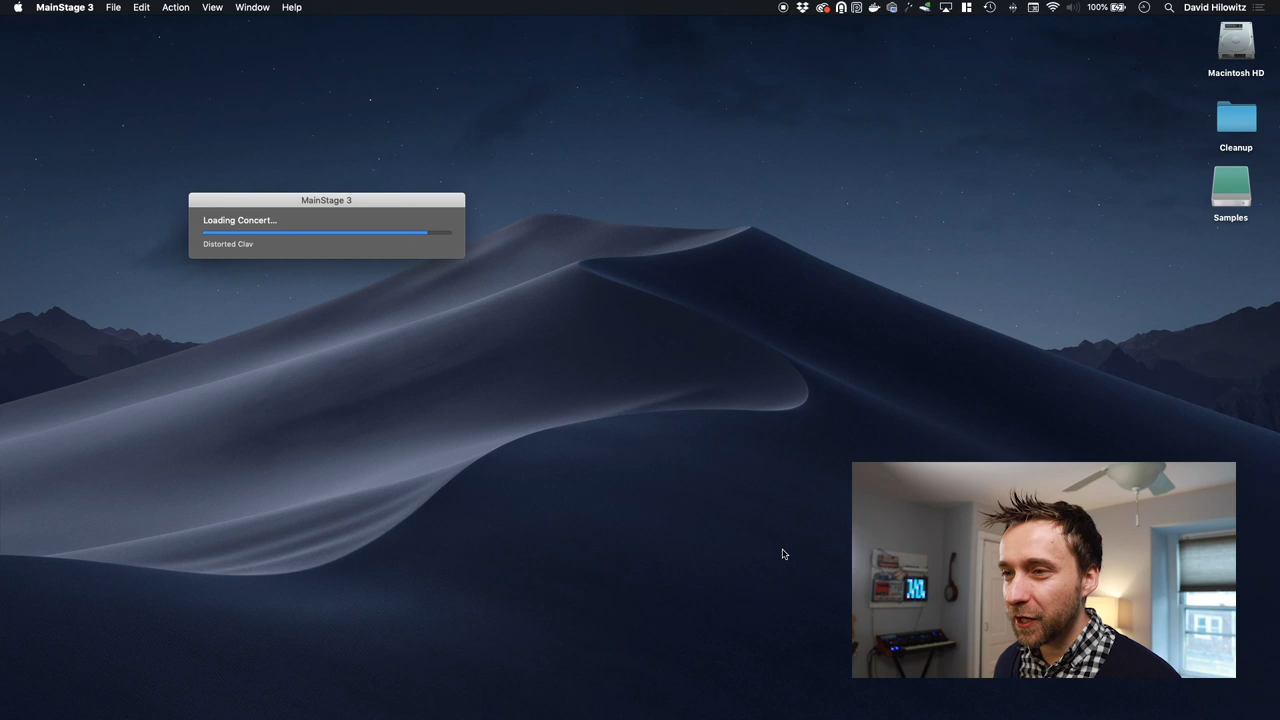 MainStage 3 File Edit Action View Window Help 100% David Hilowitz
Macintosh HD
Cleanup
Samples
MainStage 3
Loading Concert...
Distorted Clav